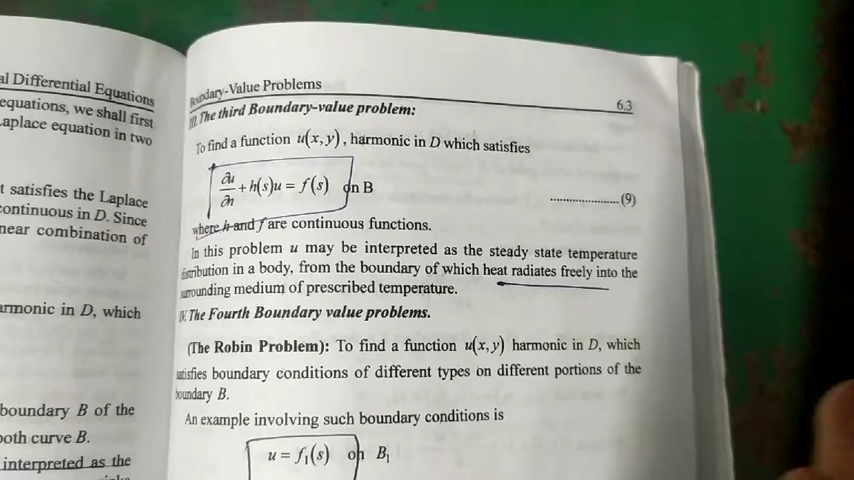 al Differential Equations
equations, we shall first
aplace equation in two
t satisfies the Laplace
continuous in D. Since
near combination of
armonic in D, which
boundary B of the
ooth curve B.
interpreted as the
Boundary-Value Problems 6.3
III. The third Boundary-value problem:
To find a function u(x,y), harmonic in D which satisfies
∂u/∂n + h(s)u = f(s) on B ......................(9)
where h and f are continuous functions.
In this problem u may be interpreted as the steady state temperature
distribution in a body, from the boundary of which heat radiates freely into the
surrounding medium of prescribed temperature.
IV. The Fourth Boundary value problems.
(The Robin Problem): To find a function u(x,y) harmonic in D, which
satisfies boundary conditions of different types on different portions of the
boundary B.
An example involving such boundary conditions is
u = f₁(s) on B₁